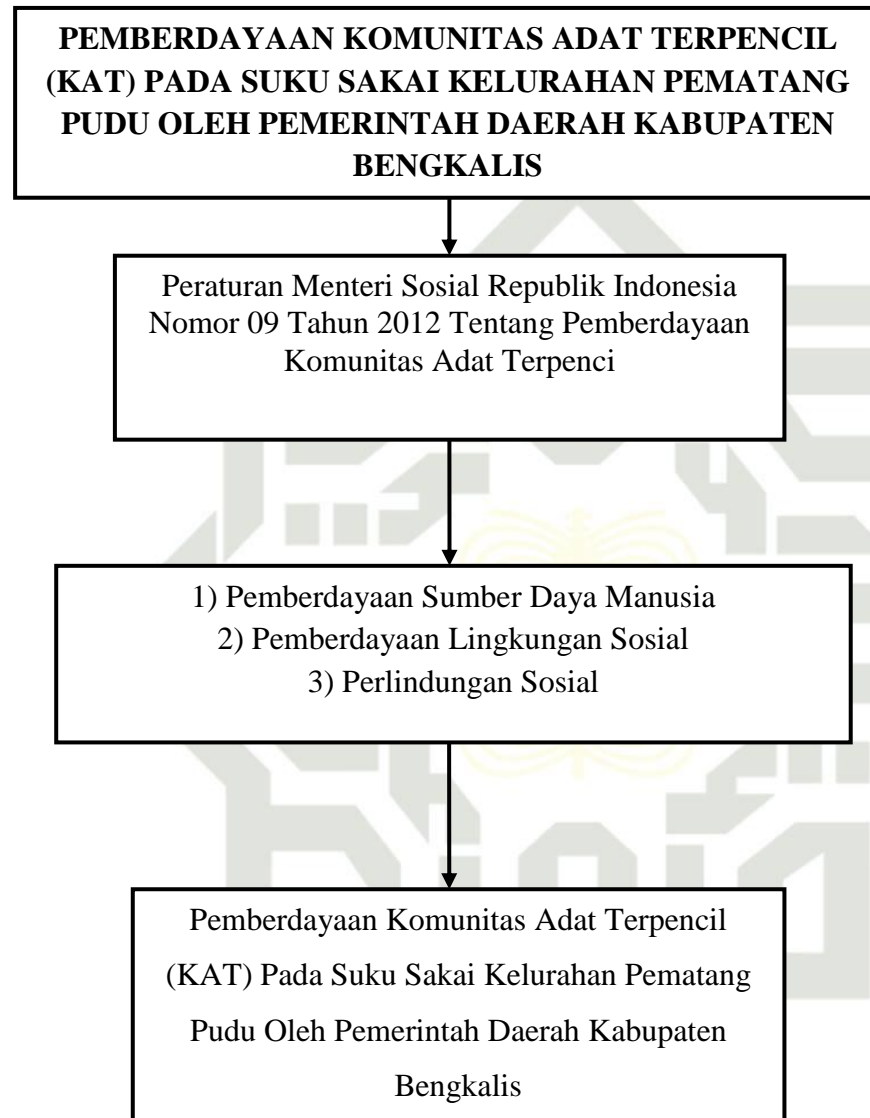 PEMBERDAYAAN KOMUNITAS ADAT TERPENCIL
(KAT) PADA SUKU SAKAI KELURAHAN PEMATANG
PUDU OLEH PEMERINTAH DAERAH KABUPATEN
BENGKALIS
Peraturan Menteri Sosial Republik Indonesia
Nomor 09 Tahun 2012 Tentang Pemberdayaan
Komunitas Adat Terpenci
1) Pemberdayaan Sumber Daya Manusia
2) Pemberdayaan Lingkungan Sosial
3) Perlindungan Sosial
Pemberdayaan Komunitas Adat Terpencil
(KAT) Pada Suku Sakai Kelurahan Pematang
Pudu Oleh Pemerintah Daerah Kabupaten
Bengkalis